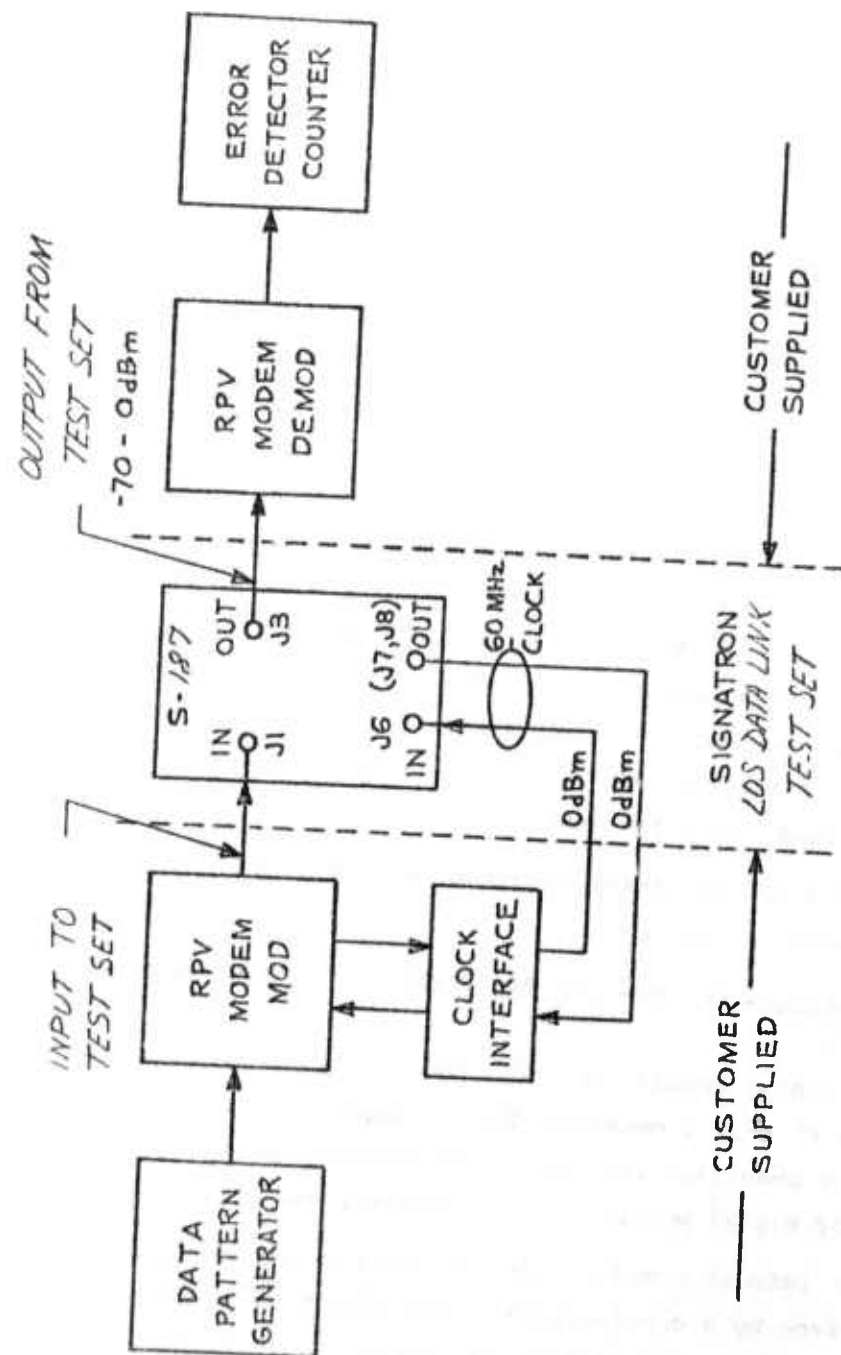 INPUT TO
TEST SET
OUTPUT FROM
TEST SET
-70 - 0 dBm
DATA
PATTERN
GENERATOR
RPV
MODEM
MOD
S-187
IN
J1
OUT
J3
J6
IN
(J7,J8)
OUT
RPV
MODEM
DEMOD
ERROR
DETECTOR
COUNTER
CLOCK
INTERFACE
60 MHz
CLOCK
0dBm
0dBm
CUSTOMER
SUPPLIED
SIGNATRON
LOS DATA LINK
TEST SET
CUSTOMER
SUPPLIED